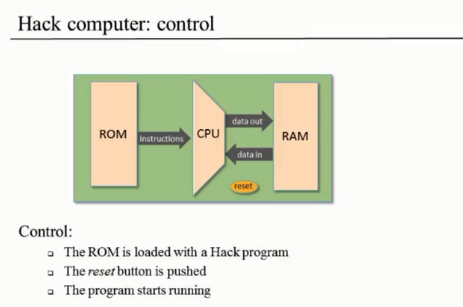 Hack computer: control
ROM
instructions
CPU
data out
data in
RAM
reset
Control:
The ROM is loaded with a Hack program
The reset button is pushed
The program starts running